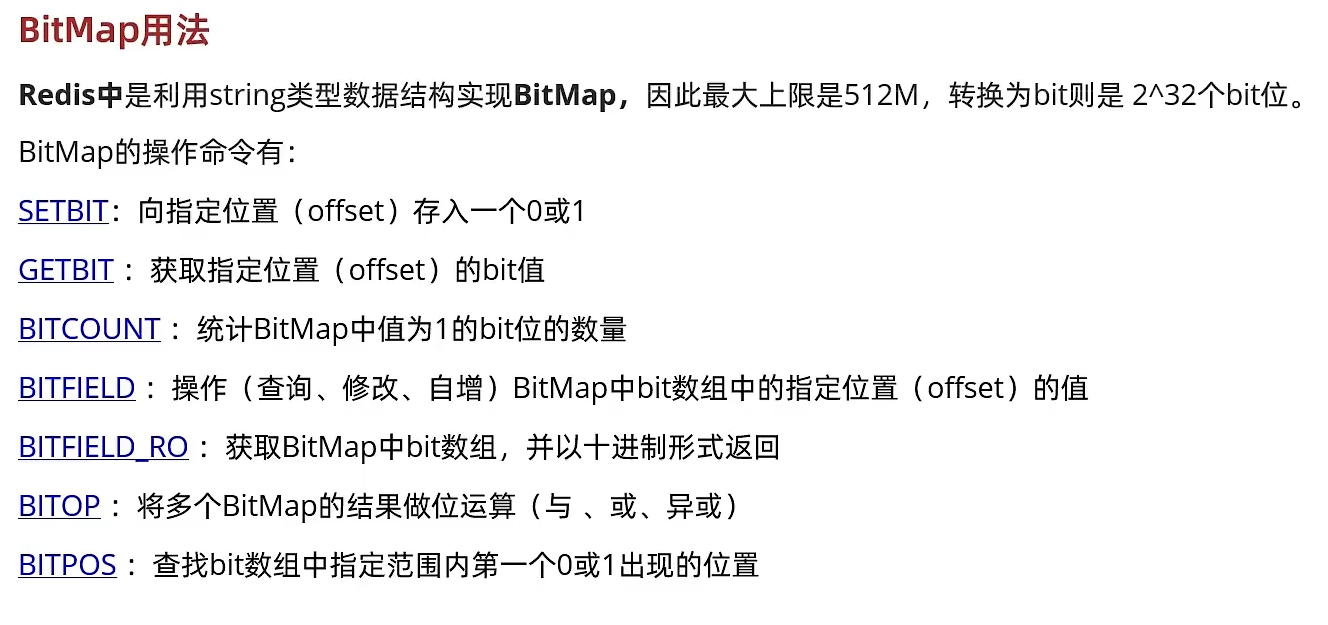 BitMap用法
Redis中是利用string类型数据结构实现BitMap，因此最大上限是512M，转换为bit则是 2^32个bit位。
BitMap的操作命令有：
SETBIT：向指定位置（offset）存入一个0或1
GETBIT ：获取指定位置（offset）的bit值
BITCOUNT ：统计BitMap中值为1的bit位的数量
BITFIELD ：操作（查询、修改、自增）BitMap中bit数组中的指定位置（offset）的值
BITFIELD_RO ：获取BitMap中bit数组，并以十进制形式返回
BITOP ：将多个BitMap的结果做位运算（与 、或、异或）
BITPOS ：查找bit数组中指定范围内第一个0或1出现的位置